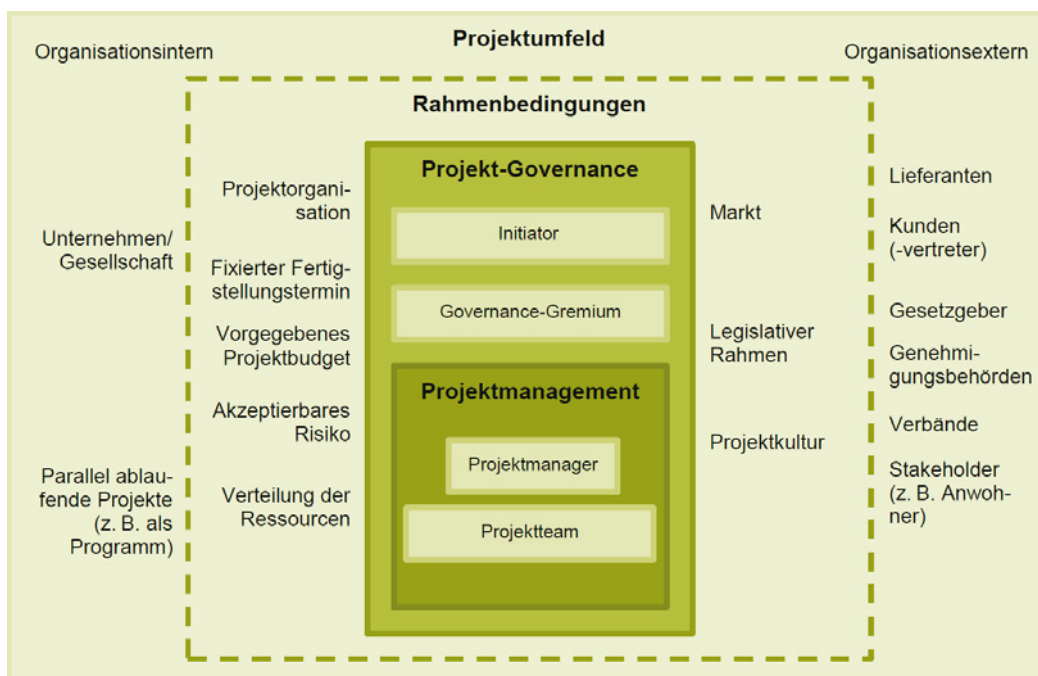 Projektumfeld
Organisationsintern
Organisationsextern
Rahmenbedingungen
Unternehmen/
Gesellschaft
Parallel ablau-
fende Projekte
(z. B. als
Programm)
Projektorgani-
sation
Fixierter Fertig-
stellungstermin
Vorgegebenes
Projektbudget
Akzeptierbares
Risiko
Verteilung der
Ressourcen
Projekt-Governance
Initiator
Governance-Gremium
Projektmanagement
Projektmanager
Projektteam
Markt
Legislativer
Rahmen
Projektkultur
Lieferanten
Kunden
(-vertreter)
Gesetzgeber
Genehmi-
gungsbehörden
Verbände
Stakeholder
(z. B. Anwoh-
ner)